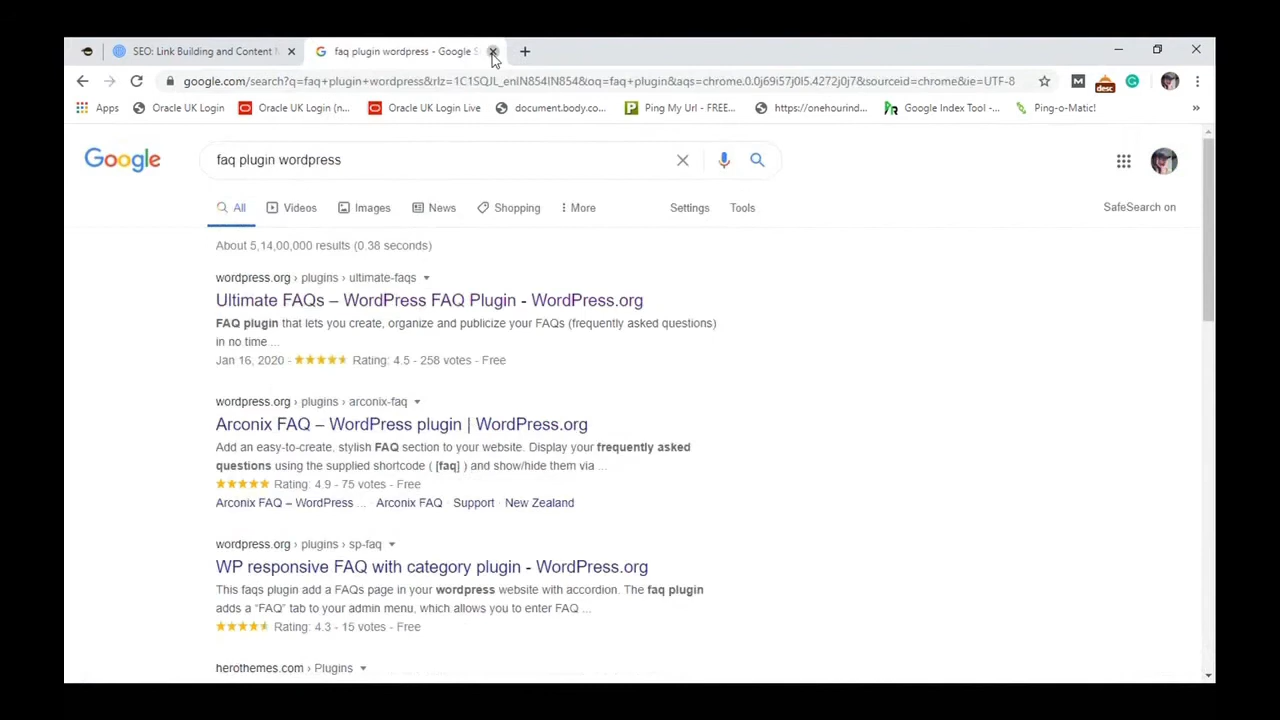 SEO: Link Building and Content M
faq plugin wordpress - Google S
google.com/search?q=faq+plugin+wordpress&rlz=1C1SQJL_enIN854IN854&oq=faq+plugin&aqs=chrome.0.0j69i57j0l5.4272j0j7&sourceid=chrome&ie=UTF-8
M
desc
Apps
Oracle UK Login
Oracle UK Login (n...
Oracle UK Login Live
document.body.co...
Ping My Url - FREE...
https://onehourind...
Google Index Tool -...
Ping-o-Matic!
»
Google
faq plugin wordpress
All
Videos
Images
News
Shopping
More
Settings
Tools
SafeSearch on
About 5,14,00,000 results (0.38 seconds)
wordpress.org › plugins › ultimate-faqs
Ultimate FAQs – WordPress FAQ Plugin - WordPress.org
FAQ plugin that lets you create, organize and publicize your FAQs (frequently asked questions)
in no time ...
Jan 16, 2020 - Rating: 4.5 - 258 votes - Free
wordpress.org › plugins › arconix-faq
Arconix FAQ – WordPress plugin | WordPress.org
Add an easy-to-create, stylish FAQ section to your website. Display your frequently asked
questions using the supplied shortcode ( [faq] ) and show/hide them via ...
Rating: 4.9 - 75 votes - Free
Arconix FAQ – WordPress ... · Arconix FAQ · Support · New Zealand
wordpress.org › plugins › sp-faq
WP responsive FAQ with category plugin - WordPress.org
This faqs plugin add a FAQs page in your wordpress website with accordion. The faq plugin
adds a “FAQ” tab to your admin menu, which allows you to enter FAQ ...
Rating: 4.3 - 15 votes - Free
herothemes.com › Plugins